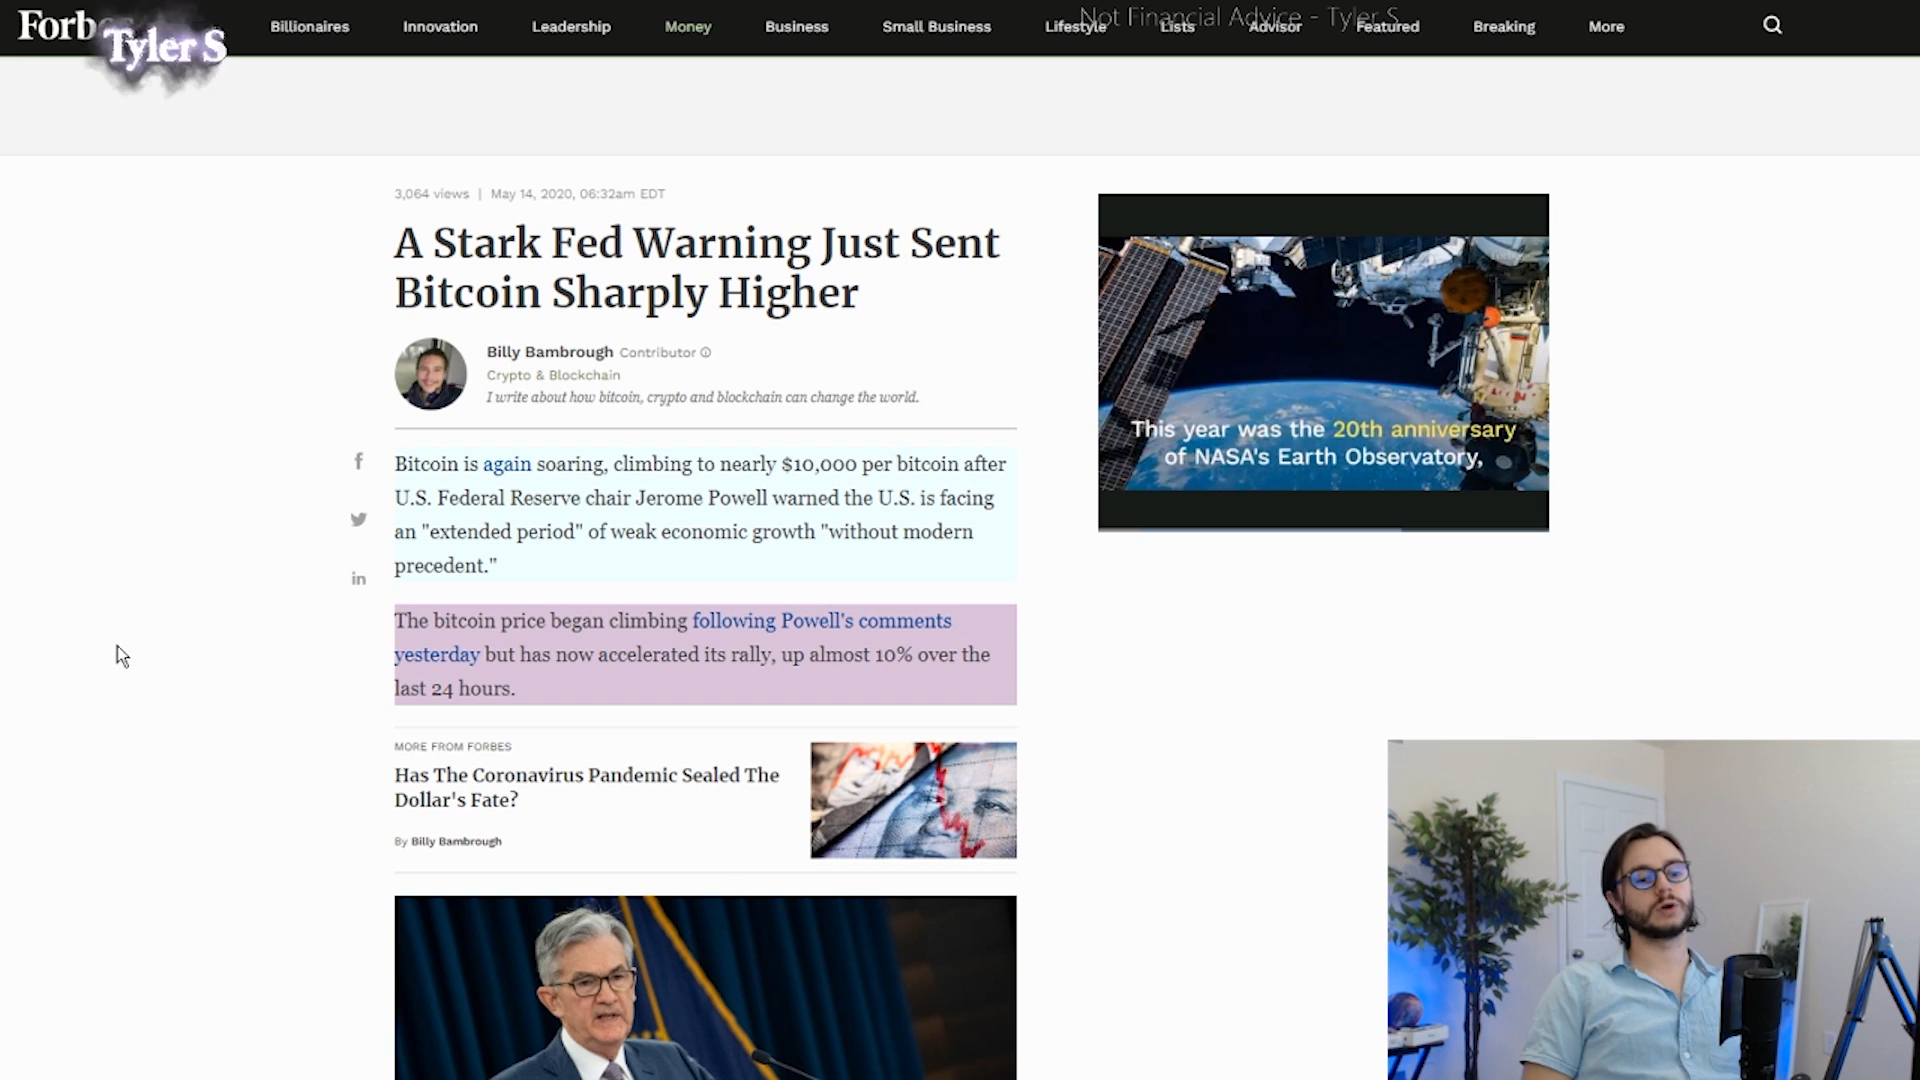 Forb
Tyler S
Billionaires
Innovation
Leadership
Money
Business
Small Business
Lifestyle
Lists
Advisor
Featured
Breaking
More
Not Financial Advice - Tyler S
3,064 views | May 14, 2020, 06:32am EDT
A Stark Fed Warning Just Sent
Bitcoin Sharply Higher
Billy Bambrough Contributor
Crypto & Blockchain
I write about how bitcoin, crypto and blockchain can change the world.
Bitcoin is again soaring, climbing to nearly $10,000 per bitcoin after
U.S. Federal Reserve chair Jerome Powell warned the U.S. is facing
an "extended period" of weak economic growth "without modern
precedent."
The bitcoin price began climbing following Powell's comments
yesterday but has now accelerated its rally, up almost 10% over the
last 24 hours.
MORE FROM FORBES
Has The Coronavirus Pandemic Sealed The
Dollar's Fate?
By Billy Bambrough
This year was the 20th anniversary
of NASA's Earth Observatory,